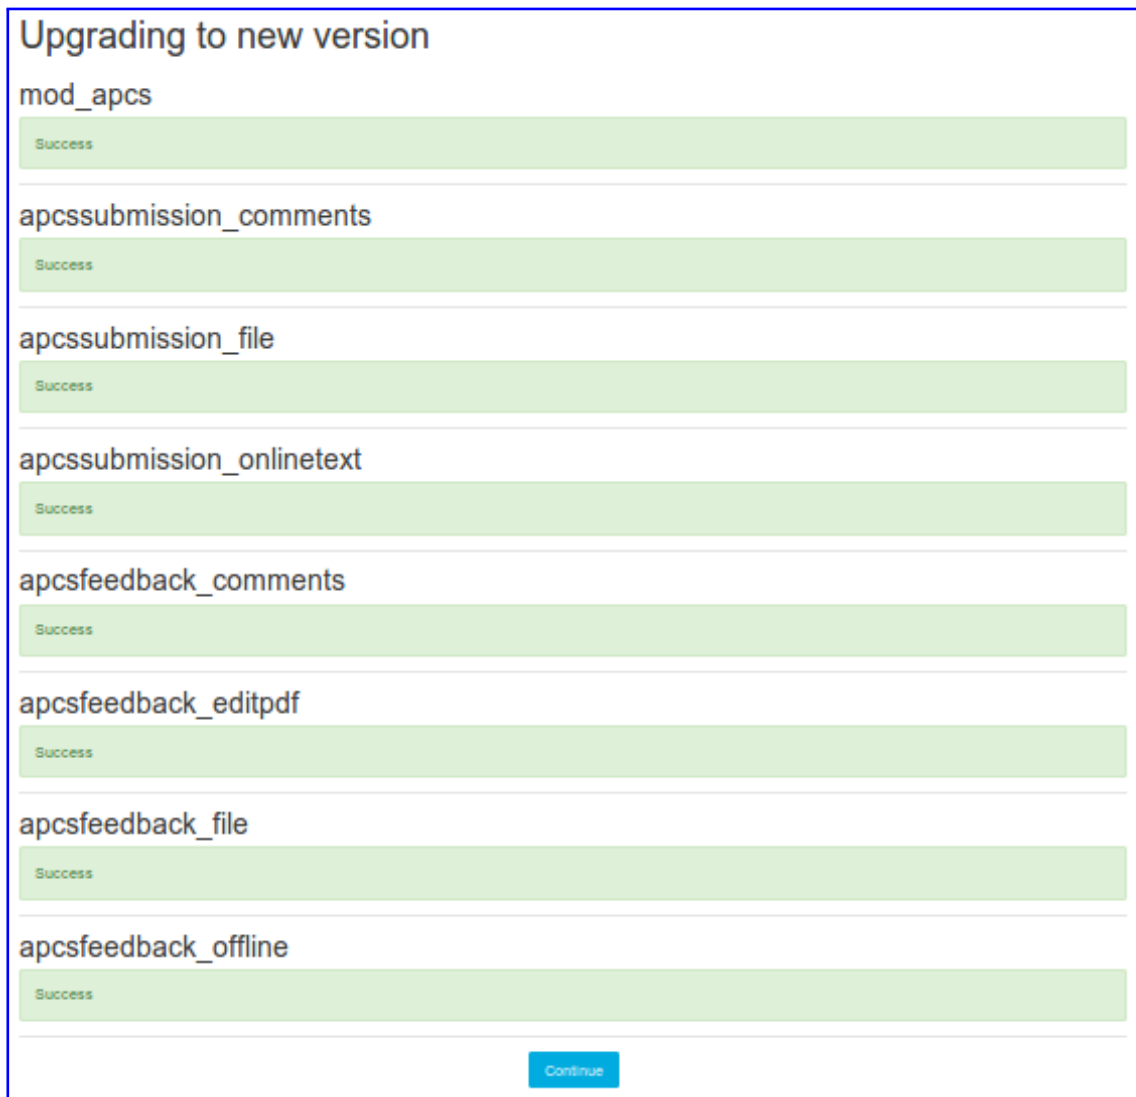 Upgrading to new version
mod_apcs
Success
apcssubmission_comments
Success
apcssubmission_file
Success
apcssubmission_onlinetext
Success
apcsfeedback_comments
Success
apcsfeedback_editpdf
Success
apcsfeedback_file
Success
apcsfeedback_offline
Success
Continue